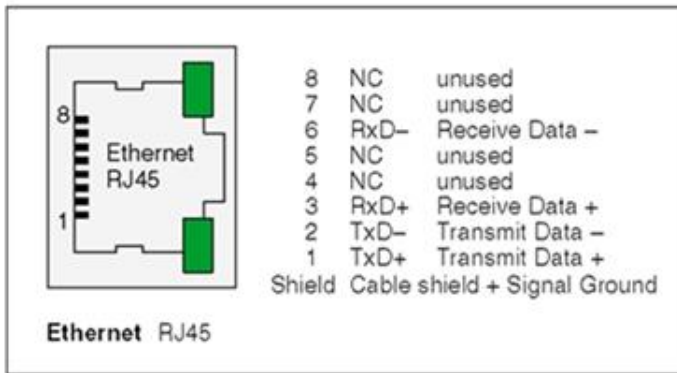 8
Ethernet
RJ45
1
8 NC unused
7 NC unused
6 RxD– Receive Data –
5 NC unused
4 NC unused
3 RxD+ Receive Data +
2 TxD– Transmit Data –
1 TxD+ Transmit Data +
Shield Cable shield + Signal Ground
Ethernet RJ45